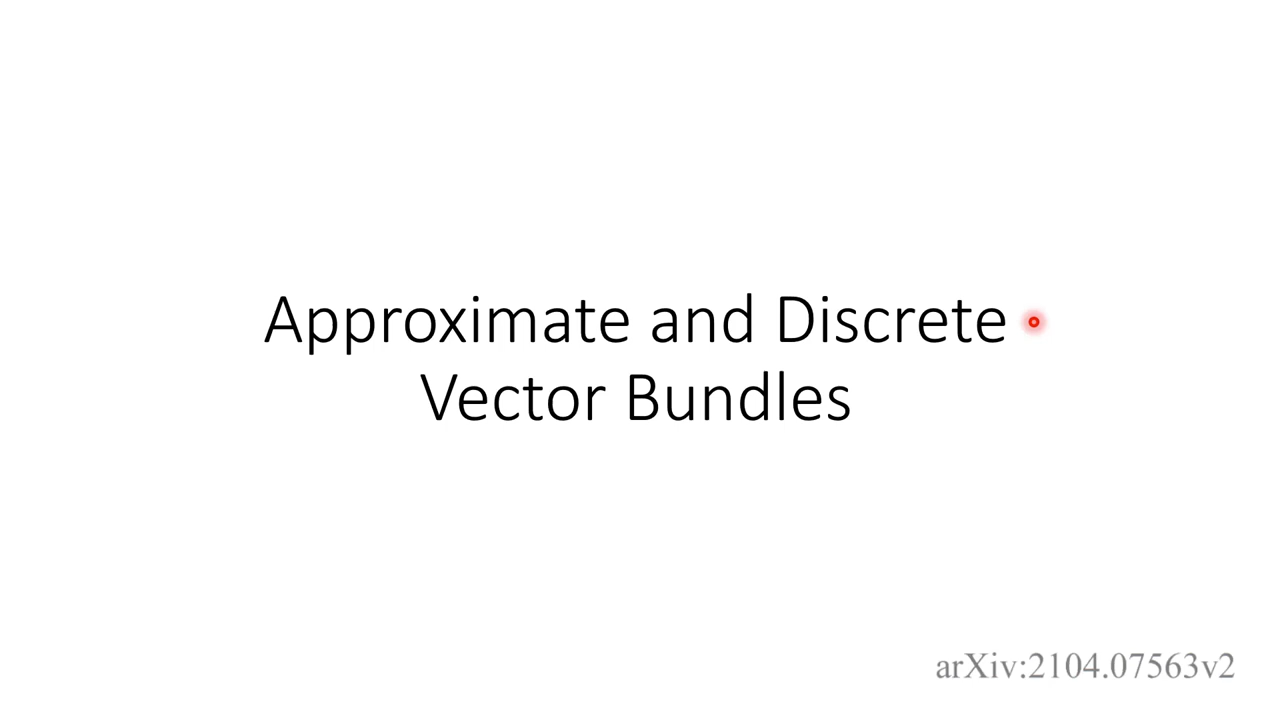 Approximate and Discrete
Vector Bundles
arXiv:2104.07563v2